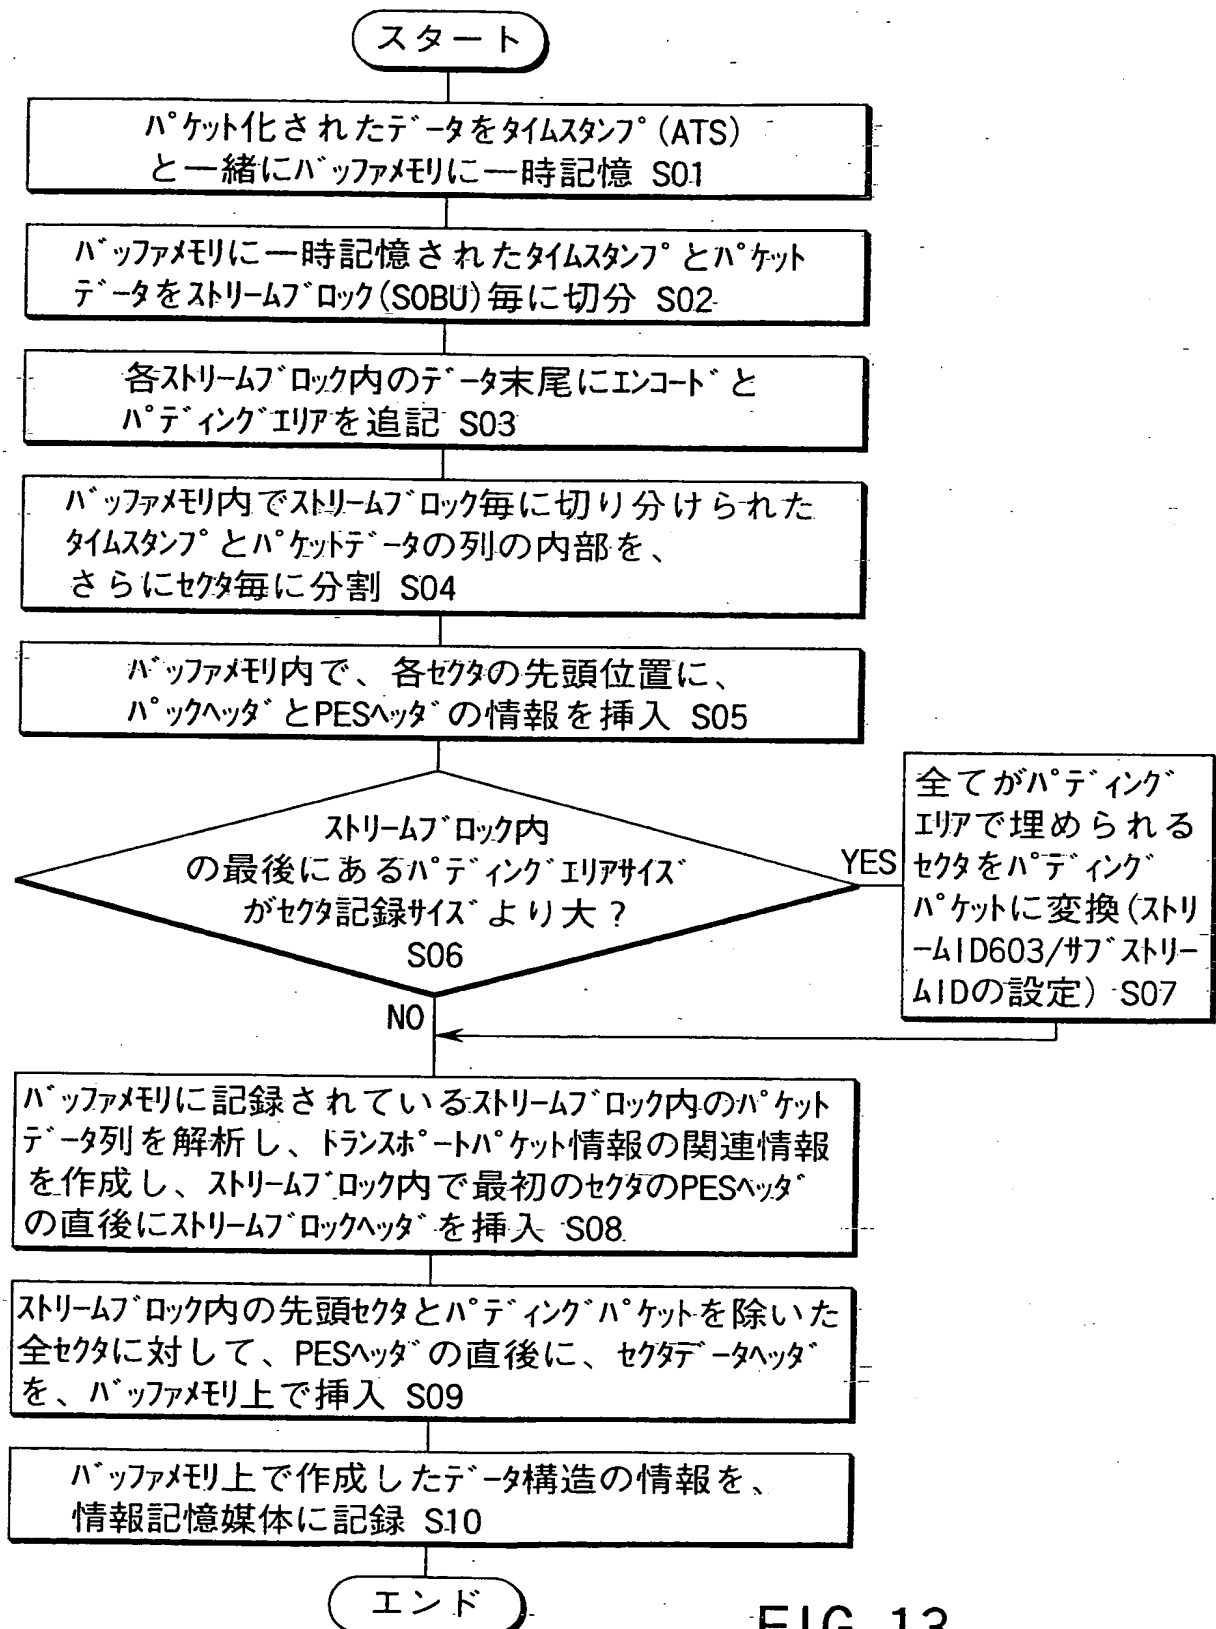 スタート
パケット化されたデータをタイムスタンプ(ATS)
と一緒にバッファメモリに一時記憶 S01
バッファメモリに一時記憶されたタイムスタンプとパケット
データをストリームブロック(SOBU)毎に切分 S02
各ストリームブロック内のデータ末尾にエンコードと
パディングエリアを追記 S03
バッファメモリ内でストリームブロック毎に切り分けられた
タイムスタンプとパケットデータの列の内部を、
さらにセクタ毎に分割 S04
バッファメモリ内で、各セクタの先頭位置に、
パックヘッダとPESヘッダの情報を挿入 S05
ストリームブロック内
の最後にあるパディングエリアサイズ
がセクタ記録サイズより大?
S06
YES
全てがパディング
エリアで埋められる
セクタをパディング
パケットに変換(ストリ
ームID603/サブストリー
ムIDの設定) S07
NO
バッファメモリに記録されているストリームブロック内のパケット
データ列を解析し、トランスポートパケット情報の関連情報
を作成し、ストリームブロック内で最初のセクタのPESヘッダ
の直後にストリームブロックヘッダを挿入 S08
ストリームブロック内の先頭セクタとパディングパケットを除いた
全セクタに対して、PESヘッダの直後に、セクタデータヘッダ
を、バッファメモリ上で挿入 S09
バッファメモリ上で作成したデータ構造の情報を、
情報記憶媒体に記録 S10
エンド
FIG. 13